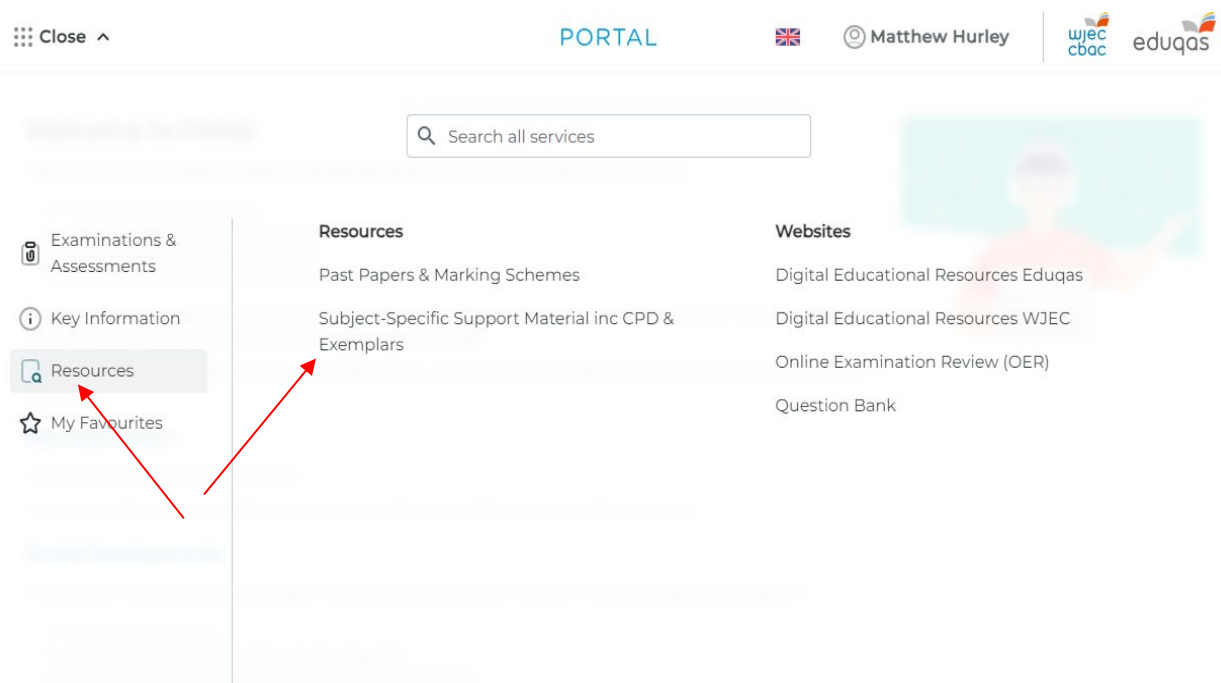 Close
PORTAL
Matthew Hurley
wjec
cbac
eduqas
Search all services
Examinations &
Assessments
Key Information
Resources
My Favourites
Resources
Past Papers & Marking Schemes
Subject-Specific Support Material inc CPD &
Exemplars
Websites
Digital Educational Resources Eduqas
Digital Educational Resources WJEC
Online Examination Review (OER)
Question Bank